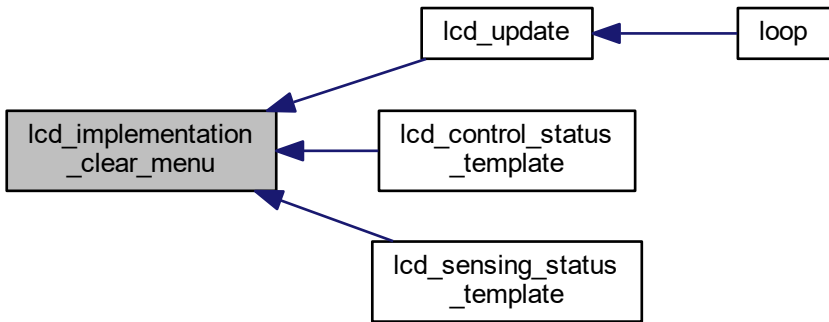 lcd_update
loop
lcd_implementation
_clear_menu
lcd_control_status
_template
lcd_sensing_status
_template